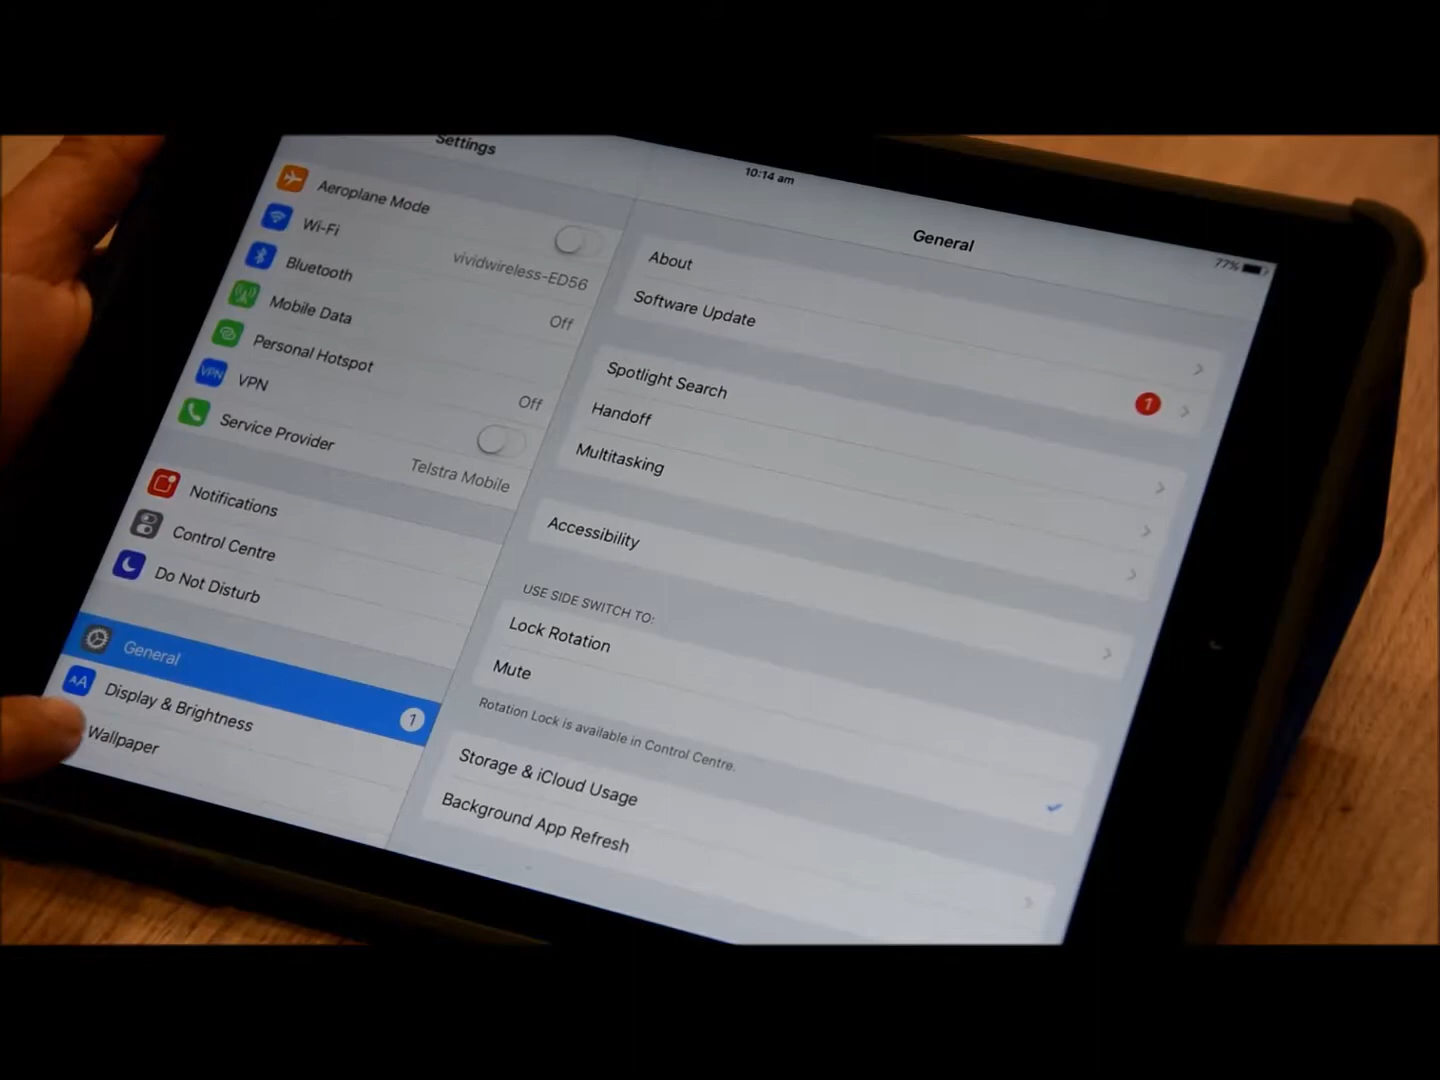 Settings
Aeroplane Mode
Wi-Fi
vividwireless-ED56
Bluetooth
Off
Mobile Data
Personal Hotspot
Off
VPN
VPN
Service Provider
Telstra Mobile
Notifications
Control Centre
Do Not Disturb
General
1
AA
Display & Brightness
Wallpaper
10:14 am
77%
General
About
Software Update
1
Spotlight Search
Handoff
Multitasking
Accessibility
USE SIDE SWITCH TO:
Lock Rotation
Mute
Rotation Lock is available in Control Centre.
Storage & iCloud Usage
Background App Refresh